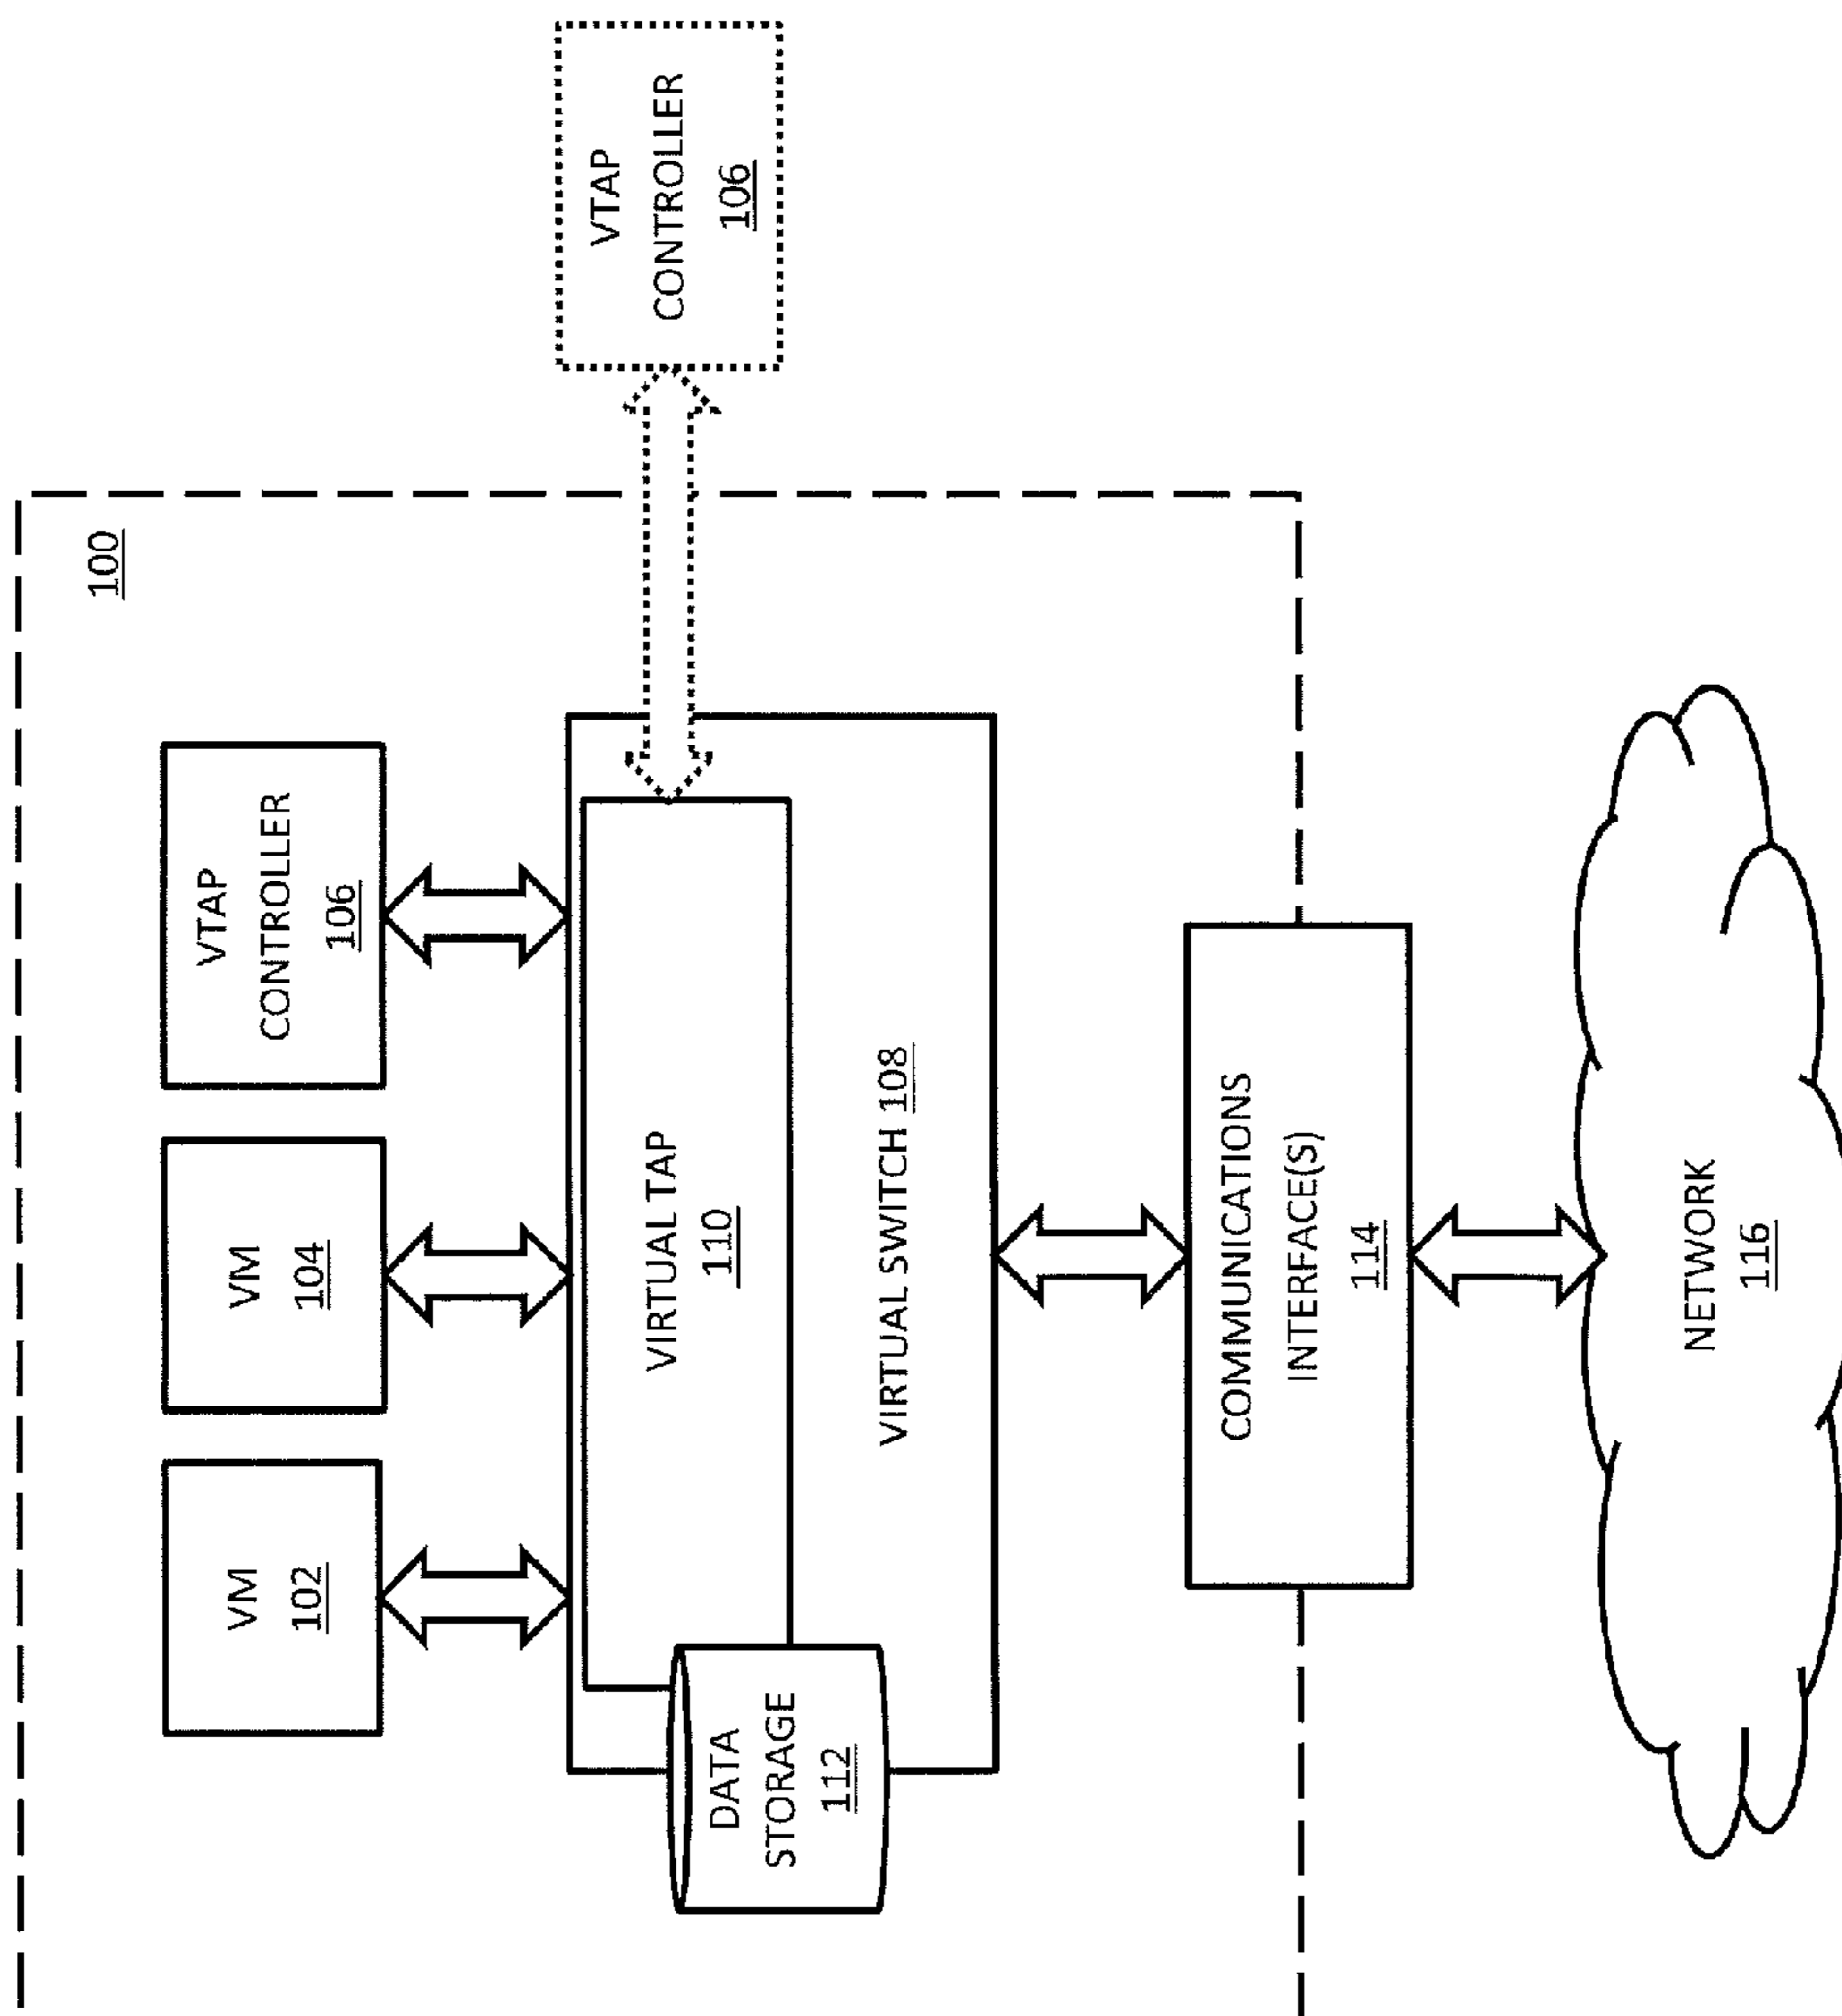 100
VM
102
VM
104
VTAP
CONTROLLER
106
VTAP
CONTROLLER
106
VIRTUAL TAP
110
DATA
STORAGE
112
VIRTUAL SWITCH 108
COMMUNICATIONS
INTERFACE(S)
114
NETWORK
116